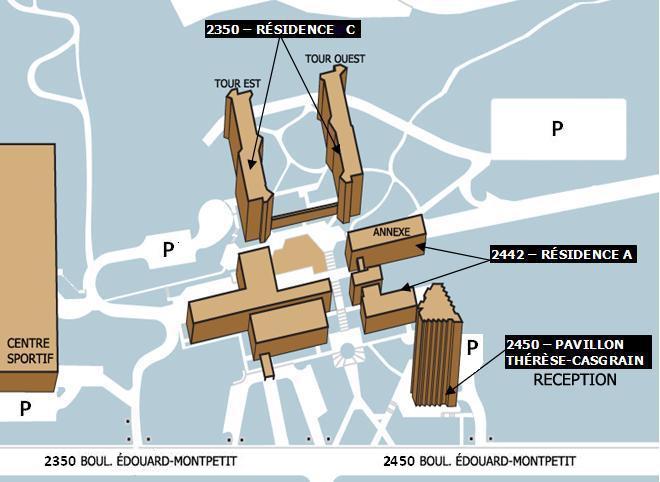 2350 – RÉSIDENCE C
TOUR OUEST
TOUR EST
P
ANNEXE
P
2442 – RÉSIDENCE A
CENTRE
SPORTIF
P
2450 – PAVILLON
THÉRÈSE-CASGRAIN
RECEPTION
P
2350 BOUL. ÉDOUARD-MONTPETIT
2450 BOUL. ÉDOUARD-MONTPETIT